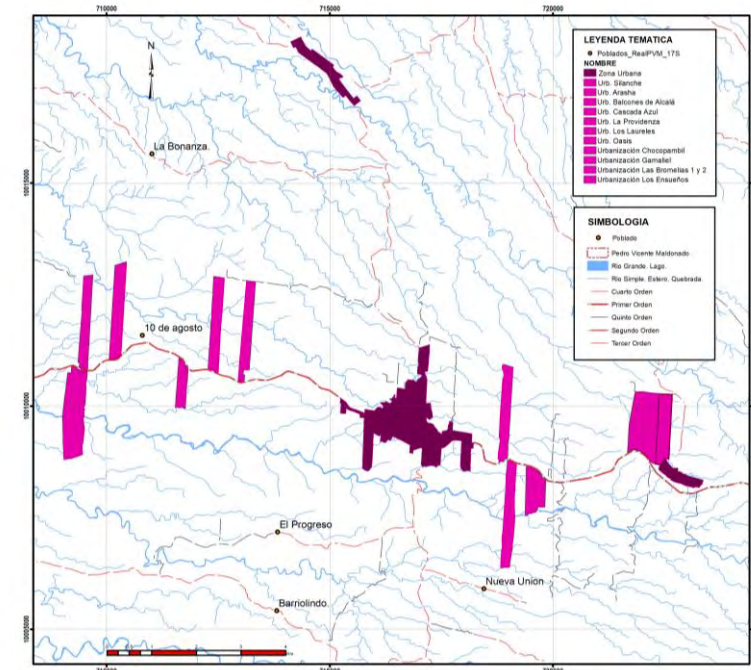 710000
715000
720000
N
La Bonanza.
10 de agosto
El Progreso
Barriolindo.
Nueva Union
10015000
10010000
10005000
LEYENDA TEMATICA
Poblados_RealPVM_17S
NOMBRE
Zona Urbana
Urb. Silanche
Urb. Arasha
Urb. Balcones de Alcalá
Urb. Cascada Azul
Urb. La Providenza
Urb. Los Laureles
Urb. Oasis
Urbanización Chocopambil
Urbanización Gamaliel
Urbanización Las Bromelias 1 y 2
Urbanización Los Ensueños
SIMBOLOGIA
Poblado
Pedro Vicente Maldonado
Rio Grande. Lago.
Rio Simple. Estero. Quebrada.
Cuarto Orden
Primer Orden
Quinto Orden
Segundo Orden
Tercer Orden